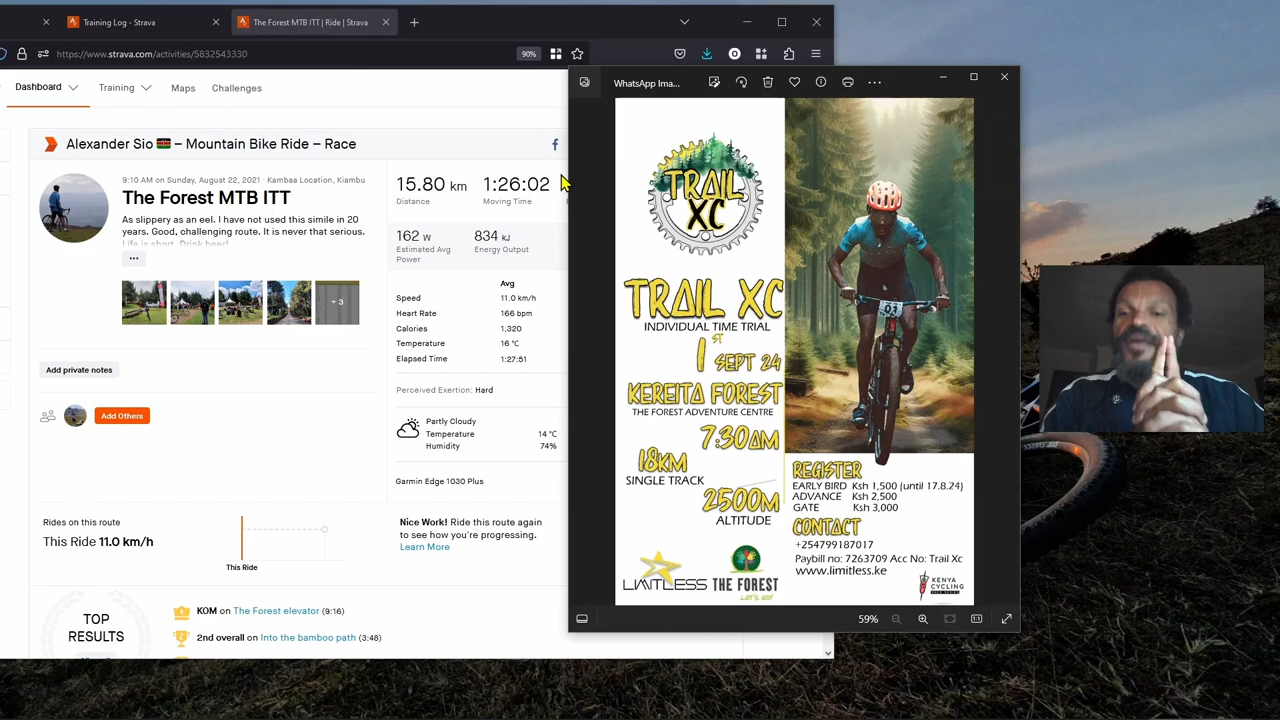 Training Log - Strava
The Forest MTB ITT | Ride | Strava
https://www.strava.com/activities/5832543330
90%
Dashboard
Training
Maps
Challenges
Alexander Sio 🇰🇪 – Mountain Bike Ride – Race
9:10 AM on Sunday, August 22, 2021 · Kambaa Location, Kiambu
The Forest MTB ITT
As slippery as an eel. I have not used this simile in 20
years. Good, challenging route. It is never that serious.
Life is short. Drink beer!
+ 3
Add private notes
Add Others
15.80 km
Distance
1:26:02
Moving Time
162 W
Estimated Avg
Power
834 kJ
Energy Output
Avg
Speed 11.0 km/h
Heart Rate 166 bpm
Calories 1,320
Temperature 16 °C
Elapsed Time 1:27:51
Perceived Exertion: Hard
Partly Cloudy
Temperature 14 °C
Humidity 74%
Garmin Edge 1030 Plus
Rides on this route
This Ride 11.0 km/h
This Ride
Nice Work! Ride this route again
to see how you're progressing.
Learn More
TOP
RESULTS
KOM on The Forest elevator (9:16)
2nd overall on Into the bamboo path (3:48)
WhatsApp Ima...
TRAIL
XC
TRAIL XC
INDIVIDUAL TIME TRIAL
1ST SEPT 24
KEREITA FOREST
THE FOREST ADVENTURE CENTRE
7:30AM
18KM
SINGLE TRACK
2500M
ALTITUDE
LIMITLESS
THE FOREST
LET'S GO!
01
REGISTER
EARLY BIRD Ksh 1,500 (until 17.8.24)
ADVANCE Ksh 2,500
GATE Ksh 3,000
CONTACT
+254799187017
Paybill no: 7263709 Acc No: Trail Xc
www.limitless.ke
KENYA
CYCLING
59%